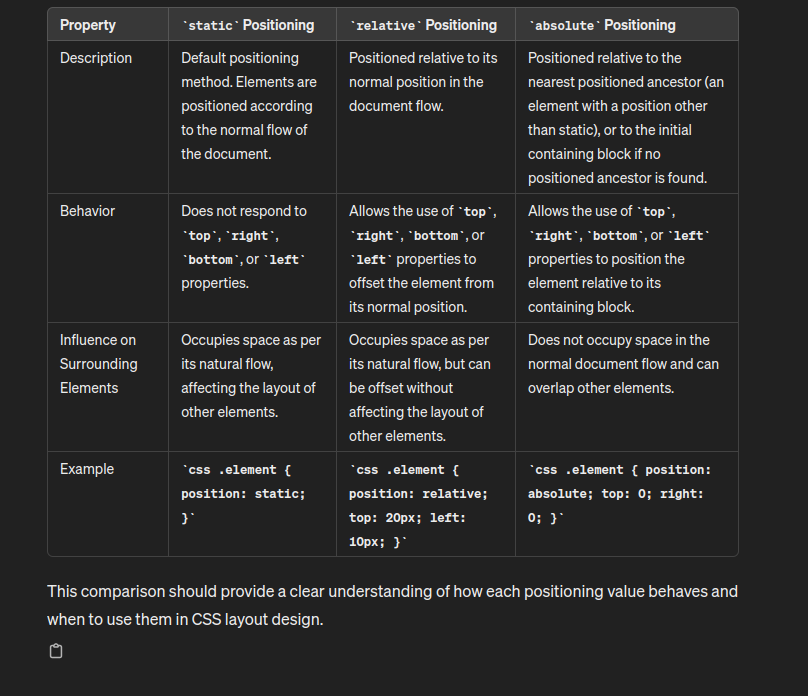 Property
`static` Positioning
`relative` Positioning
`absolute` Positioning
Description
Default positioning
method. Elements are
positioned according
to the normal flow of
the document.
Positioned relative to its
normal position in the
document flow.
Positioned relative to the
nearest positioned ancestor (an
element with a position other
than static), or to the initial
containing block if no
positioned ancestor is found.
Behavior
Does not respond to
`top`, `right`,
`bottom`, or `left`
properties.
Allows the use of `top`,
`right`, `bottom`, or
`left` properties to
offset the element from
its normal position.
Allows the use of `top`,
`right`, `bottom`, or `left`
properties to position the
element relative to its
containing block.
Influence on
Surrounding
Elements
Occupies space as per
its natural flow,
affecting the layout of
other elements.
Occupies space as per
its natural flow, but can
be offset without
affecting the layout of
other elements.
Does not occupy space in the
normal document flow and can
overlap other elements.
Example
`css .element {
position: static;
}`
`css .element {
position: relative;
top: 20px; left:
10px; }`
`css .element { position:
absolute; top: 0; right:
0; }`
This comparison should provide a clear understanding of how each positioning value behaves and
when to use them in CSS layout design.